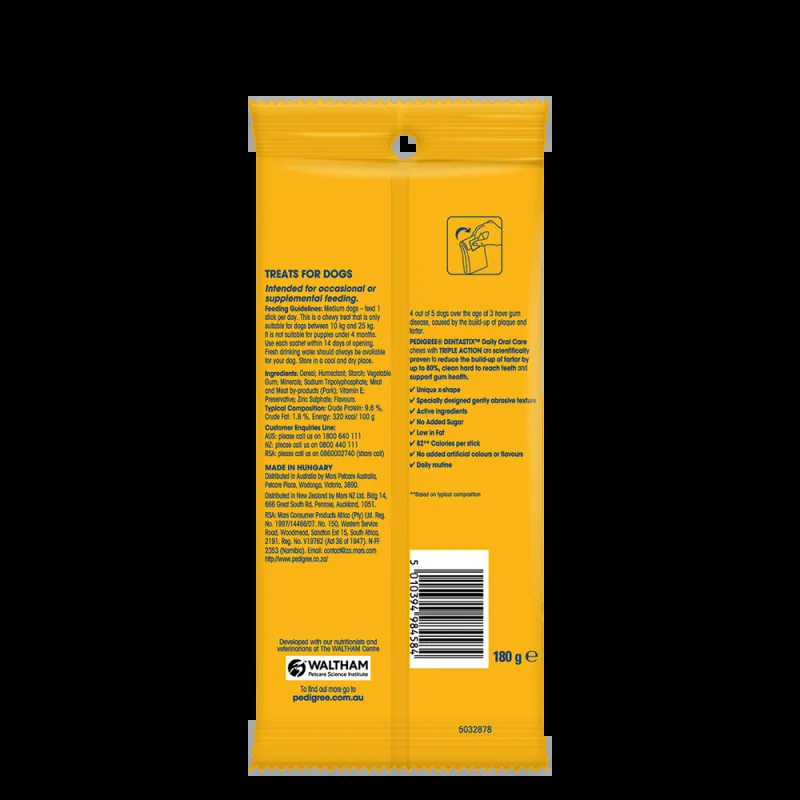 TREATS FOR DOGS
Intended for occasional or
supplemental feeding.
Feeding Guidelines: Medium dogs – feed 1
stick per day. This is a chewy treat that is only
suitable for dogs between 10 kg and 25 kg.
It is not suitable for puppies under 4 months.
Use each sachet within 14 days of opening.
Fresh drinking water should always be available
for your dog. Store in a cool and dry place.
Ingredients: Cereal; Humectant; Starch; Vegetable
Gum; Minerals; Sodium Tripolyphosphate; Meat
and Meat by-products (Pork); Vitamin E;
Preservative; Zinc Sulphate; Flavours.
Typical Composition: Crude Protein: 9.6 %,
Crude Fat: 1.8 %, Energy: 320 kcal/ 100 g
Customer Enquiries Line:
AUS: please call us on 1800 640 111
NZ: please call us on 0800 440 111
RSA: please call us on 0860002740 (share call)
MADE IN HUNGARY
Distributed in Australia by Mars Petcare Australia,
Petcare Place, Wodonga, Victoria, 3690.
Distributed in New Zealand by Mars NZ Ltd. Bldg 14,
666 Great South Rd, Penrose, Auckland, 1051.
RSA: Mars Consumer Products Africa (Pty) Ltd. Reg.
No. 1997/14466/07. No. 150, Western Service
Road, Woodmead, Sandton Ext 15, South Africa,
2191. Reg. No. V19762 (Act 36 of 1947). N-FF
2353 (Namibia). Email: contact@za.mars.com
http://www.pedigree.co.za/
Developed with our nutritionists and
veterinarians at The WALTHAM Centre
WALTHAM
Petcare Science Institute
To find out more go to
pedigree.com.au
4 out of 5 dogs over the age of 3 have gum
disease, caused by the build-up of plaque and
tartar.
PEDIGREE® DENTASTIX™ Daily Oral Care
chews with TRIPLE ACTION are scientifically
proven to reduce the build-up of tartar by
up to 80%, clean hard to reach teeth and
support gum health.
✓ Unique x-shape
✓ Specially designed gently abrasive texture
✓ Active ingredients
✓ No Added Sugar
✓ Low in Fat
✓ 82** Calories per stick
✓ No added artificial colours or flavours
✓ Daily routine
**Based on typical composition
5 010394 984584
180 g ℮
5032878